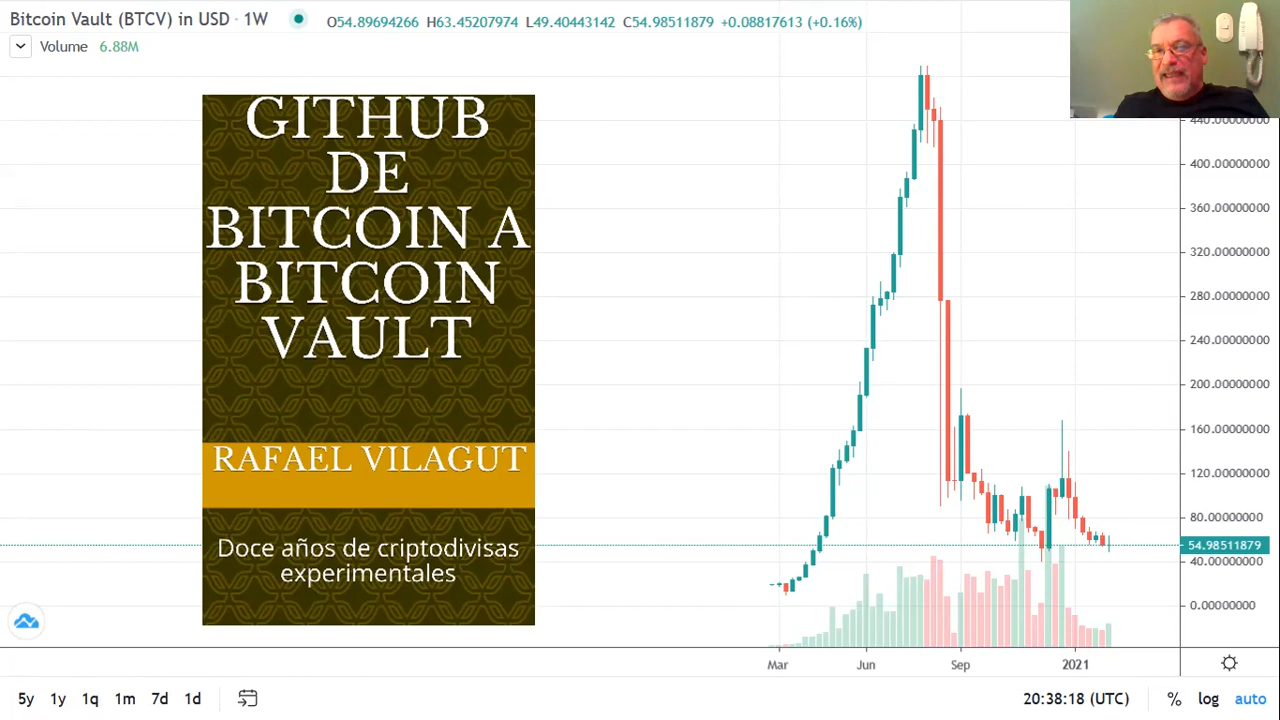 Bitcoin Vault (BTCV) in USD · 1W
O54.89694266 H63.45207974 L49.40443142 C54.98511879 +0.08817613 (+0.16%)
Volume 6.88M
GITHUB
DE
BITCOIN A
BITCOIN
VAULT
RAFAEL VILAGUT
Doce años de criptodivisas
experimentales
440.00000000
400.00000000
360.00000000
320.00000000
280.00000000
240.00000000
200.00000000
160.00000000
120.00000000
80.00000000
54.98511879
40.00000000
0.00000000
Mar Jun Sep 2021
5y 1y 1q 1m 7d 1d
20:38:18 (UTC) % log auto